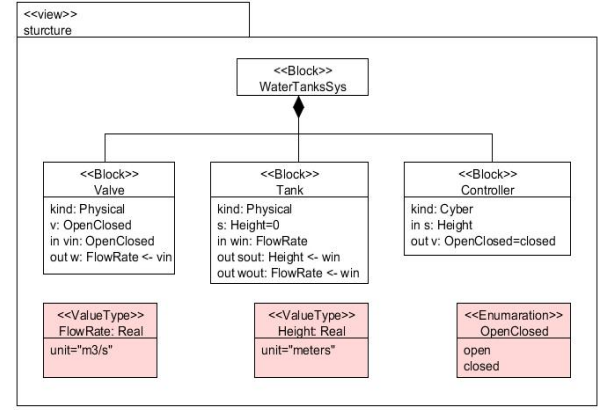 <<view>>
sturcture
<<Block>>
WaterTanksSys
<<Block>>
Valve
kind: Physical
v: OpenClosed
in vin: OpenClosed
out w: FlowRate <- vin
<<Block>>
Tank
kind: Physical
s: Height=0
in win: FlowRate
out sout: Height <- win
out wout: FlowRate <- win
<<Block>>
Controller
kind: Cyber
in s: Height
out v: OpenClosed=closed
<<ValueType>>
FlowRate: Real
unit="m3/s"
<<ValueType>>
Height: Real
unit="meters"
<<Enumaration>>
OpenClosed
open
closed